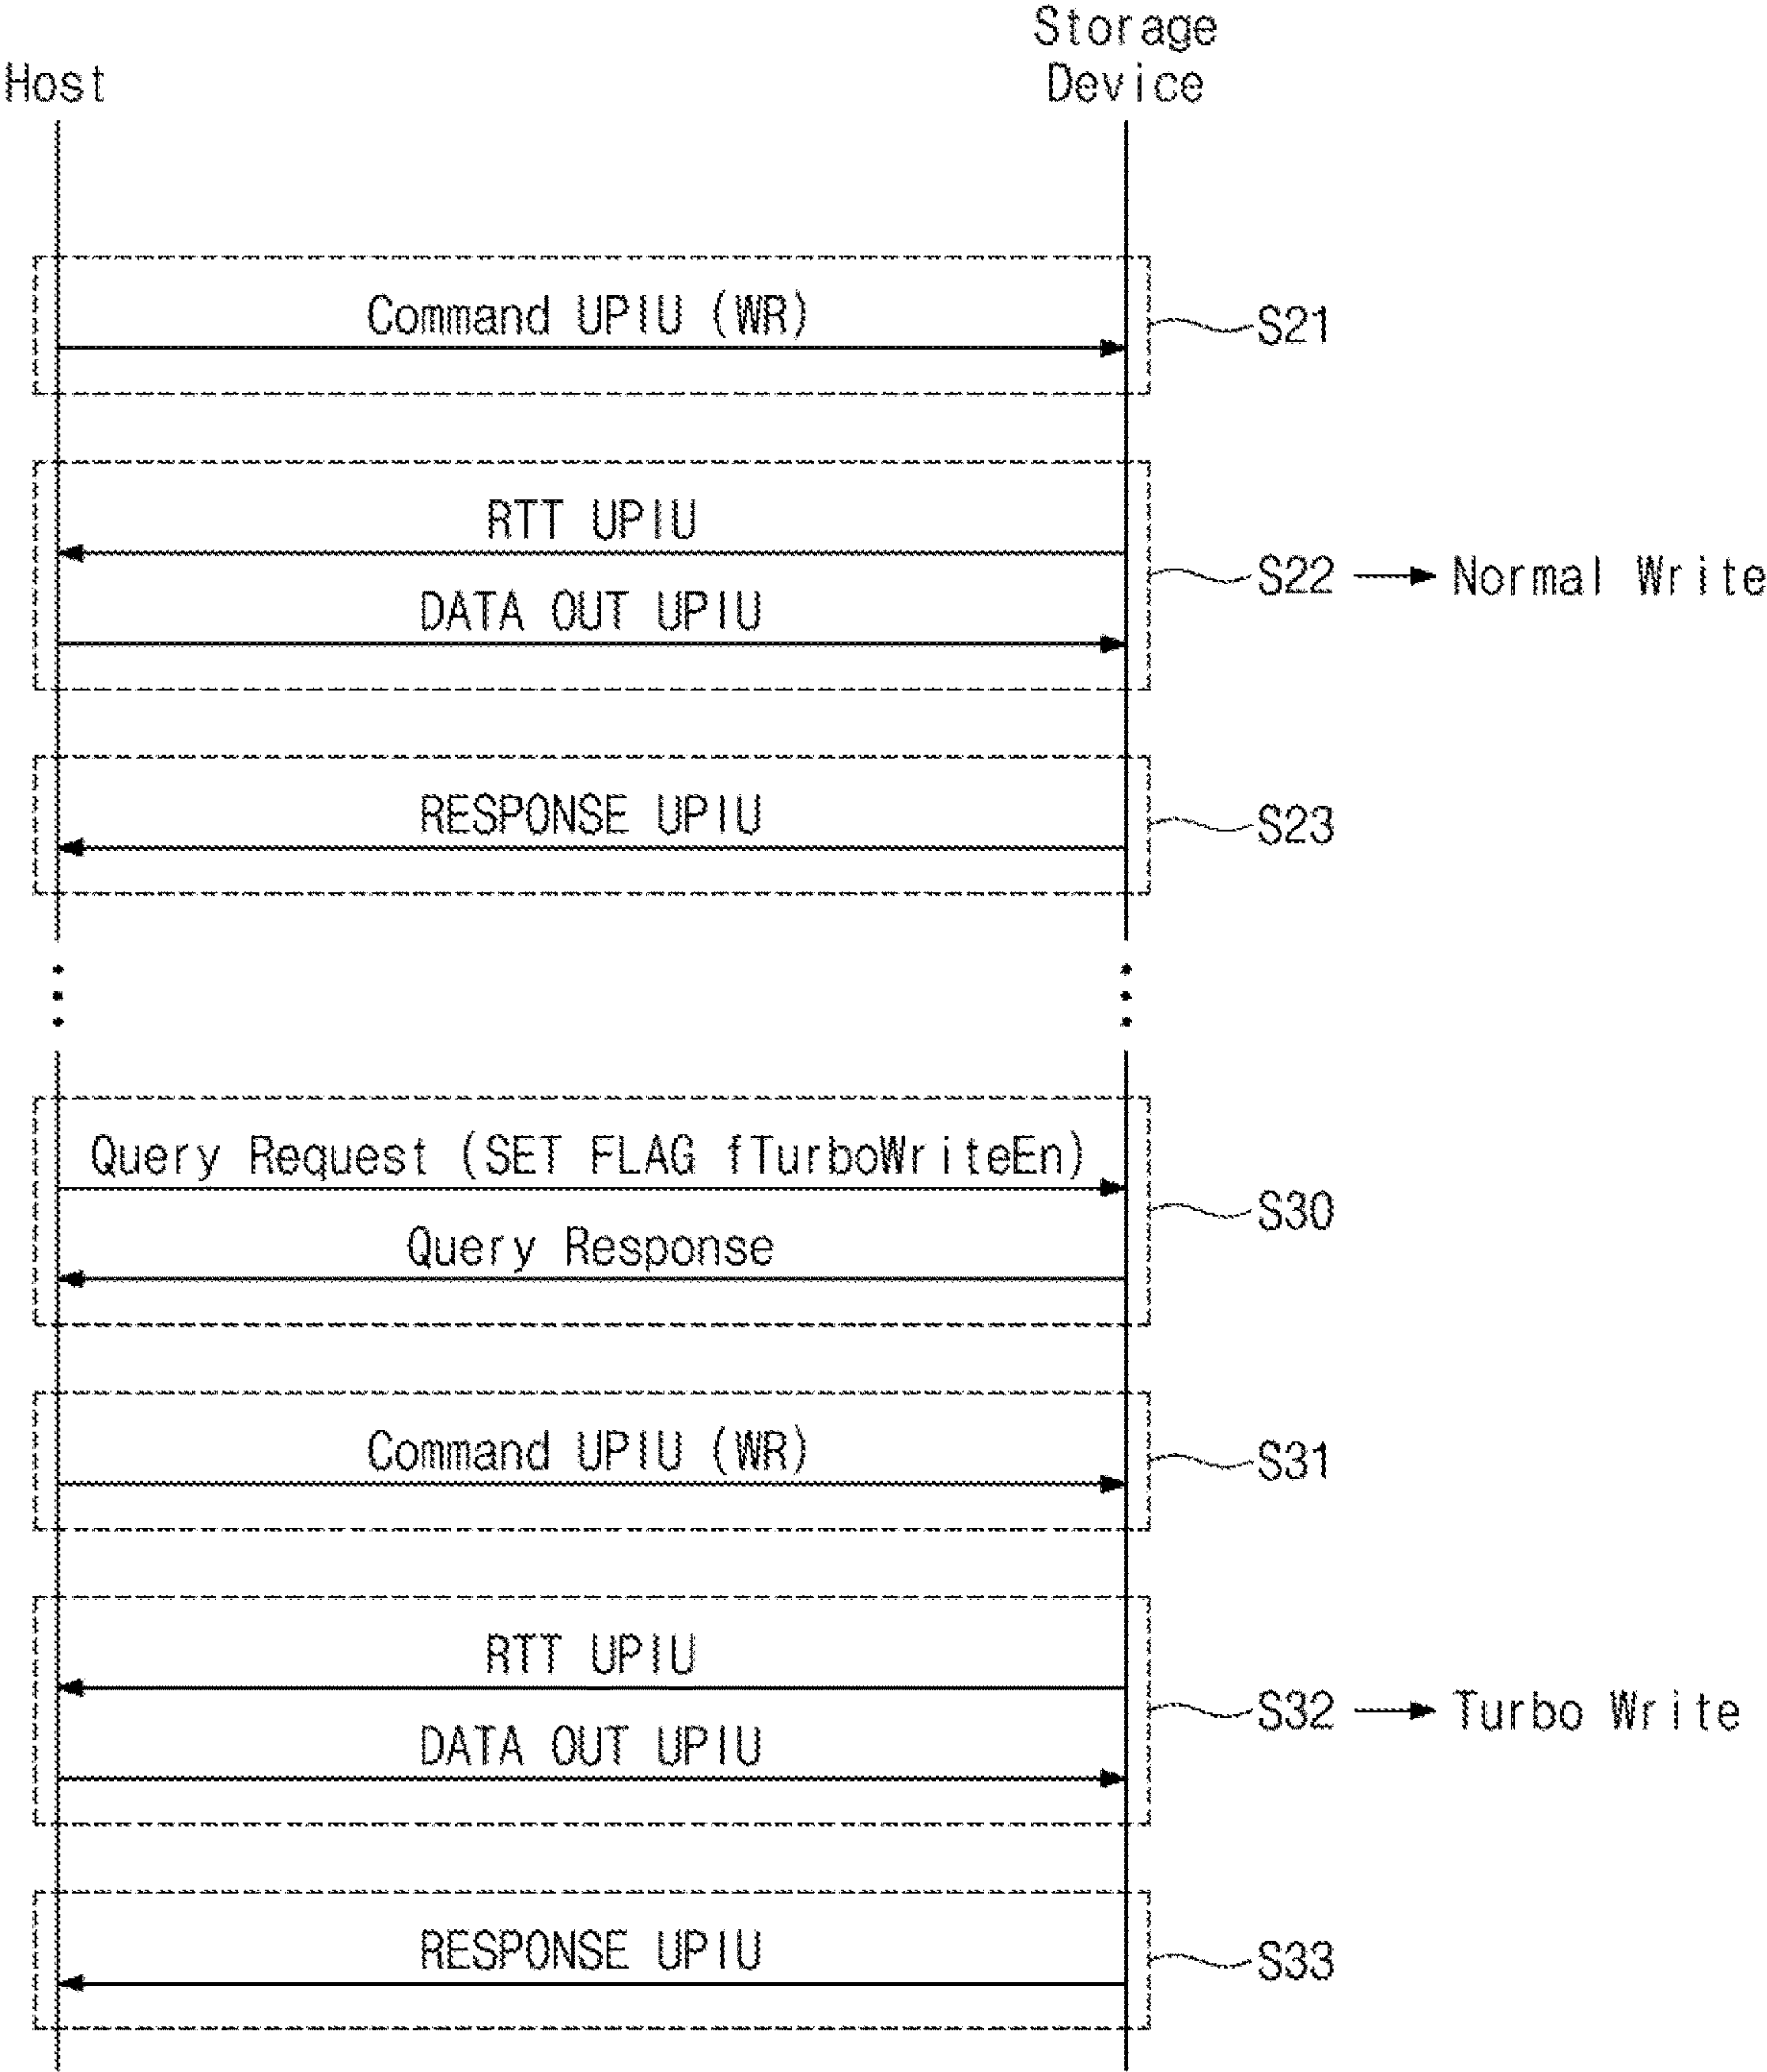 Storage
Device
Host
Command UPIU (WR)
S21
RTT UPIU
DATA OUT UPIU
S22
Normal Write
RESPONSE UPIU
S23
Query Request (SET FLAG fTurboWriteEn)
Query Response
S30
Command UPIU (WR)
S31
RTT UPIU
DATA OUT UPIU
S32
Turbo Write
RESPONSE UPIU
S33